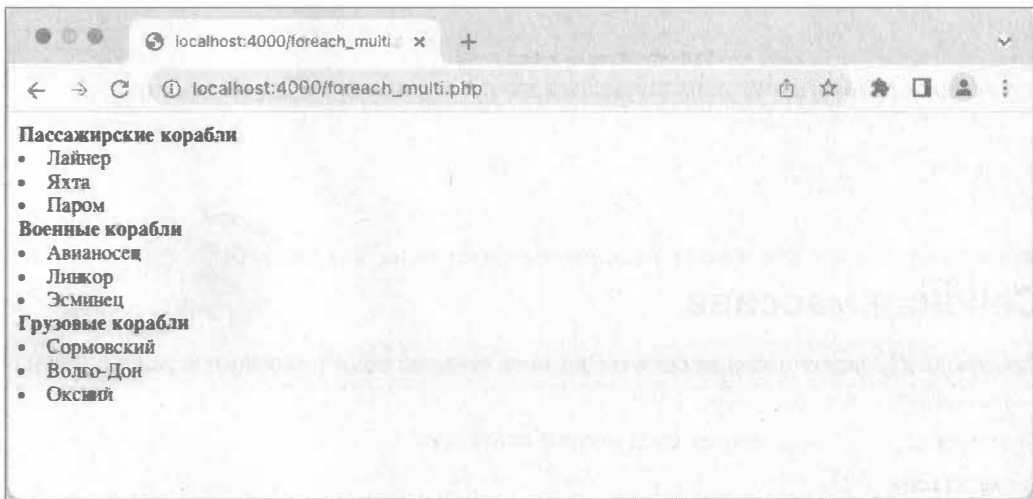 localhost:4000/foreach_multi
localhost:4000/foreach_multi.php
Пассажирские корабли
• Лайнер
• Яхта
• Паром
Военные корабли
• Авианосец
• Линкор
• Эсминец
Грузовые корабли
• Сормовский
• Волго-Дон
• Окский